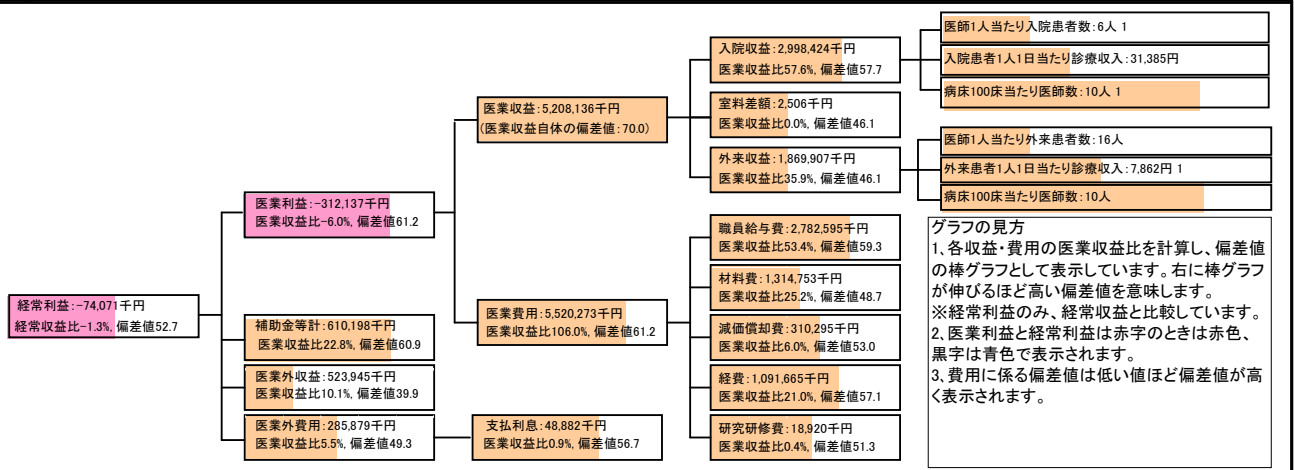 経常利益:-74,071千円
経常収益比-1.3%, 偏差値52.7
医業利益:-312,137千円
医業収益比-6.0%, 偏差値61.2
補助金等計:610,198千円
医業収益比22.8%, 偏差値60.9
医業外収益:523,945千円
医業収益比10.1%, 偏差値39.9
医業外費用:285,879千円
医業収益比5.5%, 偏差値49.3
医業収益:5,208,136千円
(医業収益自体の偏差値:70.0)
医業費用:5,520,273千円
医業収益比106.0%, 偏差値61.2
支払利息:48,882千円
医業収益比0.9%, 偏差値56.7
入院収益:2,998,424千円
医業収益比57.6%, 偏差値57.7
室料差額:2,506千円
医業収益比0.0%, 偏差値46.1
外来収益:1,869,907千円
医業収益比35.9%, 偏差値46.1
職員給与費:2,782,595千円
医業収益比53.4%, 偏差値59.3
材料費:1,314,753千円
医業収益比25.2%, 偏差値48.7
減価償却費:310,295千円
医業収益比6.0%, 偏差値53.0
経費:1,091,665千円
医業収益比21.0%, 偏差値57.1
研究研修費:18,920千円
医業収益比0.4%, 偏差値51.3
医師1人当たり入院患者数:6人 1
入院患者1人1日当たり診療収入:31,385円
病床100床当たり医師数:10人 1
医師1人当たり外来患者数:16人
外来患者1人1日当たり診療収入:7,862円 1
病床100床当たり医師数:10人
グラフの見方
1、各収益・費用の医業収益比を計算し、偏差値
の棒グラフとして表示しています。右に棒グラフ
が伸びるほど高い偏差値を意味します。
※経常利益のみ、経常収益と比較しています。
2、医業利益と経常利益は赤字のときは赤色、
黒字は青色で表示されます。
3、費用に係る偏差値は低い値ほど偏差値が高
く表示されます。